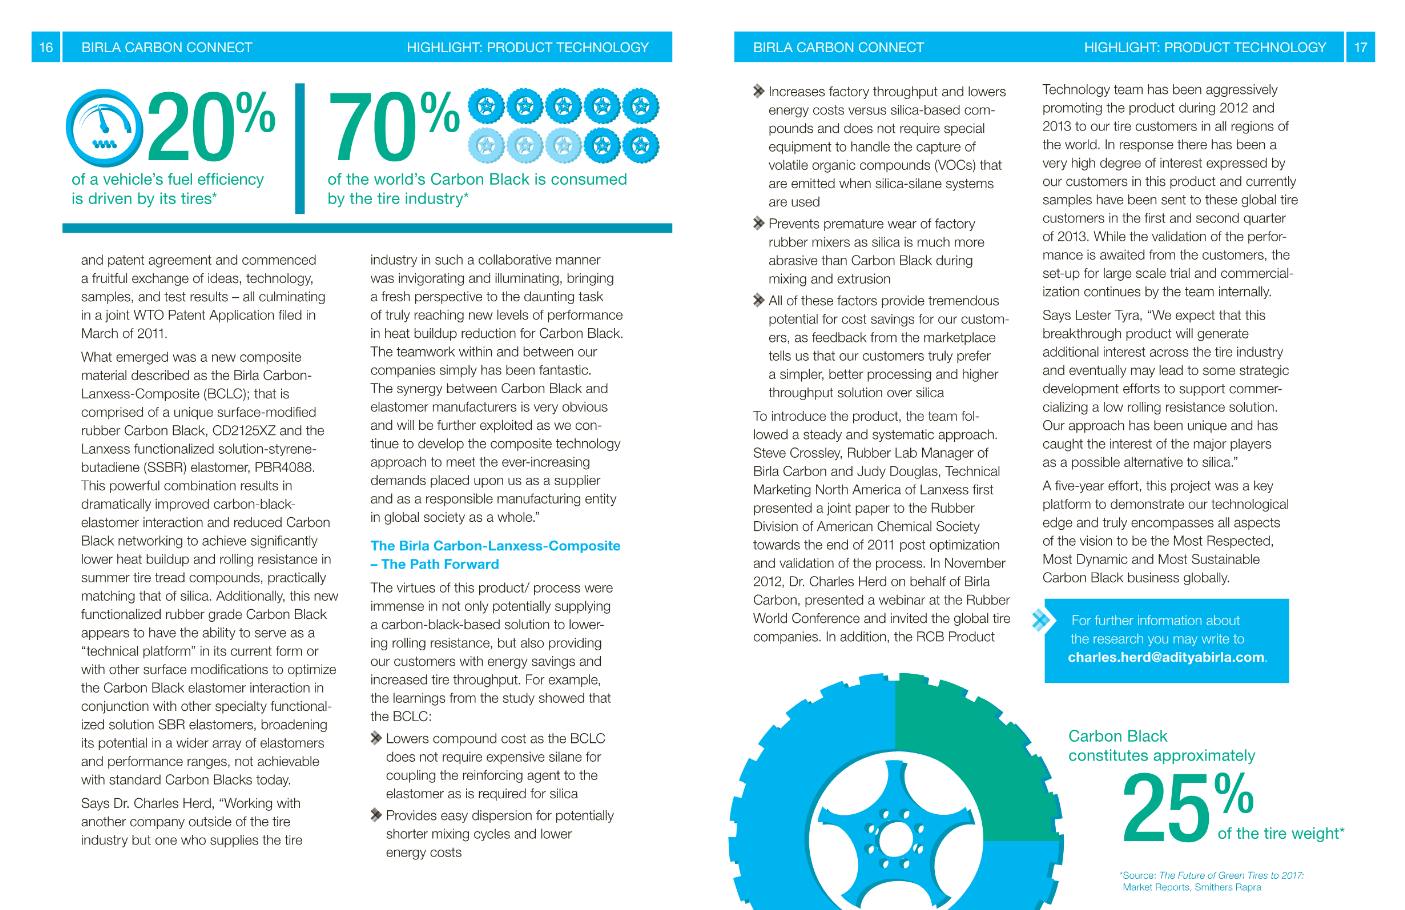 16
BIRLA CARBON CONNECT
HIGHLIGHT: PRODUCT TECHNOLOGY
20%
of a vehicle's fuel efficiency
is driven by its tires*
70%
of the world's Carbon Black is consumed
by the tire industry*
and patent agreement and commenced
a fruitful exchange of ideas, technology,
samples, and test results – all culminating
in a joint WTO Patent Application filed in
March of 2011.
What emerged was a new composite
material described as the Birla Carbon-
Lanxess-Composite (BCLC); that is
comprised of a unique surface-modified
rubber Carbon Black, CD2125XZ and the
Lanxess functionalized solution-styrene-
butadiene (SSBR) elastomer, PBR4088.
This powerful combination results in
dramatically improved carbon-black-
elastomer interaction and reduced Carbon
Black networking to achieve significantly
lower heat buildup and rolling resistance in
summer tire tread compounds, practically
matching that of silica. Additionally, this new
functionalized rubber grade Carbon Black
appears to have the ability to serve as a
“technical platform” in its current form or
with other surface modifications to optimize
the Carbon Black elastomer interaction in
conjunction with other specialty functional-
ized solution SBR elastomers, broadening
its potential in a wider array of elastomers
and performance ranges, not achievable
with standard Carbon Blacks today.
Says Dr. Charles Herd, “Working with
another company outside of the tire
industry but one who supplies the tire
industry in such a collaborative manner
was invigorating and illuminating, bringing
a fresh perspective to the daunting task
of truly reaching new levels of performance
in heat buildup reduction for Carbon Black.
The teamwork within and between our
companies simply has been fantastic.
The synergy between Carbon Black and
elastomer manufacturers is very obvious
and will be further exploited as we con-
tinue to develop the composite technology
approach to meet the ever-increasing
demands placed upon us as a supplier
and as a responsible manufacturing entity
in global society as a whole.”
The Birla Carbon-Lanxess-Composite
– The Path Forward
The virtues of this product/ process were
immense in not only potentially supplying
a carbon-black-based solution to lower-
ing rolling resistance, but also providing
our customers with energy savings and
increased tire throughput. For example,
the learnings from the study showed that
the BCLC:
Lowers compound cost as the BCLC
does not require expensive silane for
coupling the reinforcing agent to the
elastomer as is required for silica
Provides easy dispersion for potentially
shorter mixing cycles and lower
energy costs
BIRLA CARBON CONNECT
HIGHLIGHT: PRODUCT TECHNOLOGY
17
Increases factory throughput and lowers
energy costs versus silica-based com-
pounds and does not require special
equipment to handle the capture of
volatile organic compounds (VOCs) that
are emitted when silica-silane systems
are used
Prevents premature wear of factory
rubber mixers as silica is much more
abrasive than Carbon Black during
mixing and extrusion
All of these factors provide tremendous
potential for cost savings for our custom-
ers, as feedback from the marketplace
tells us that our customers truly prefer
a simpler, better processing and higher
throughput solution over silica
To introduce the product, the team fol-
lowed a steady and systematic approach.
Steve Crossley, Rubber Lab Manager of
Birla Carbon and Judy Douglas, Technical
Marketing North America of Lanxess first
presented a joint paper to the Rubber
Division of American Chemical Society
towards the end of 2011 post optimization
and validation of the process. In November
2012, Dr. Charles Herd on behalf of Birla
Carbon, presented a webinar at the Rubber
World Conference and invited the global tire
companies. In addition, the RCB Product
Technology team has been aggressively
promoting the product during 2012 and
2013 to our tire customers in all regions of
the world. In response there has been a
very high degree of interest expressed by
our customers in this product and currently
samples have been sent to these global tire
customers in the first and second quarter
of 2013. While the validation of the perfor-
mance is awaited from the customers, the
set-up for large scale trial and commercial-
ization continues by the team internally.
Says Lester Tyra, “We expect that this
breakthrough product will generate
additional interest across the tire industry
and eventually may lead to some strategic
development efforts to support commer-
cializing a low rolling resistance solution.
Our approach has been unique and has
caught the interest of the major players
as a possible alternative to silica.”
A five-year effort, this project was a key
platform to demonstrate our technological
edge and truly encompasses all aspects
of the vision to be the Most Respected,
Most Dynamic and Most Sustainable
Carbon Black business globally.
For further information about
the research you may write to
charles.herd@adityabirla.com.
Carbon Black
constitutes approximately
25%
of the tire weight*
*Source: The Future of Green Tires to 2017:
Market Reports, Smithers Rapra